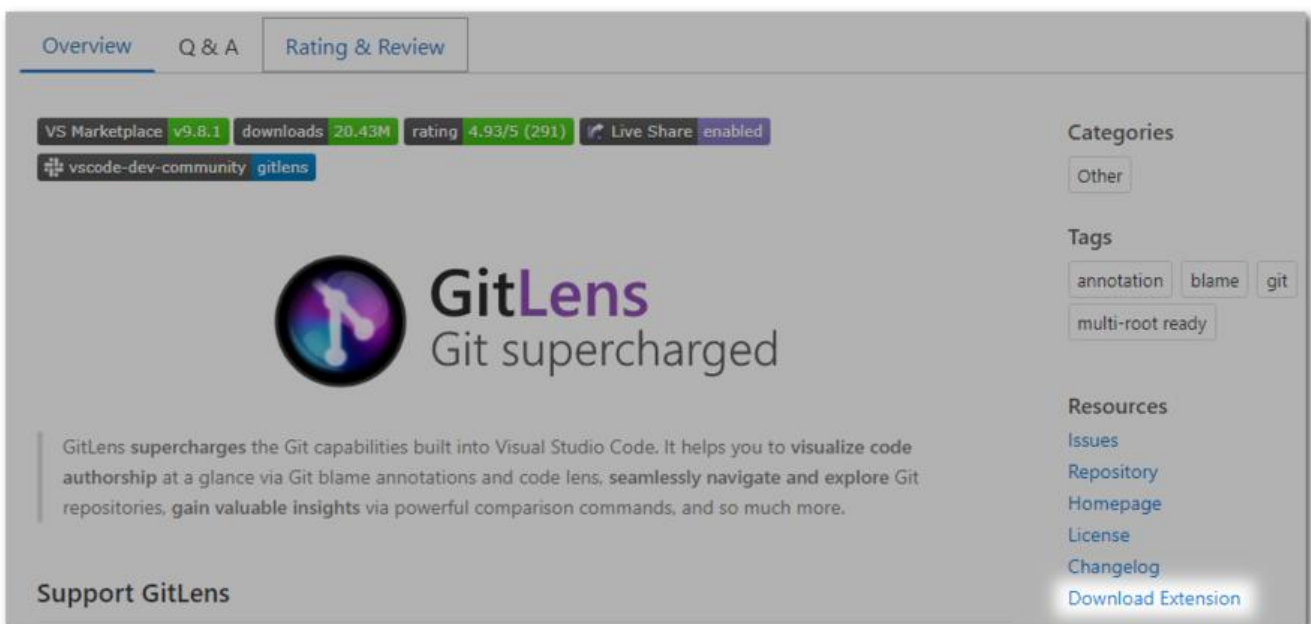 Overview Q & A Rating & Review
VS Marketplace v9.8.1 downloads 20.43M rating 4.93/5 (291) Live Share enabled
vscode-dev-community gitlens
GitLens
Git supercharged
GitLens supercharges the Git capabilities built into Visual Studio Code. It helps you to visualize code
authorship at a glance via Git blame annotations and code lens, seamlessly navigate and explore Git
repositories, gain valuable insights via powerful comparison commands, and so much more.
Support GitLens
Categories
Other
Tags
annotation blame git
multi-root ready
Resources
Issues
Repository
Homepage
License
Changelog
Download Extension